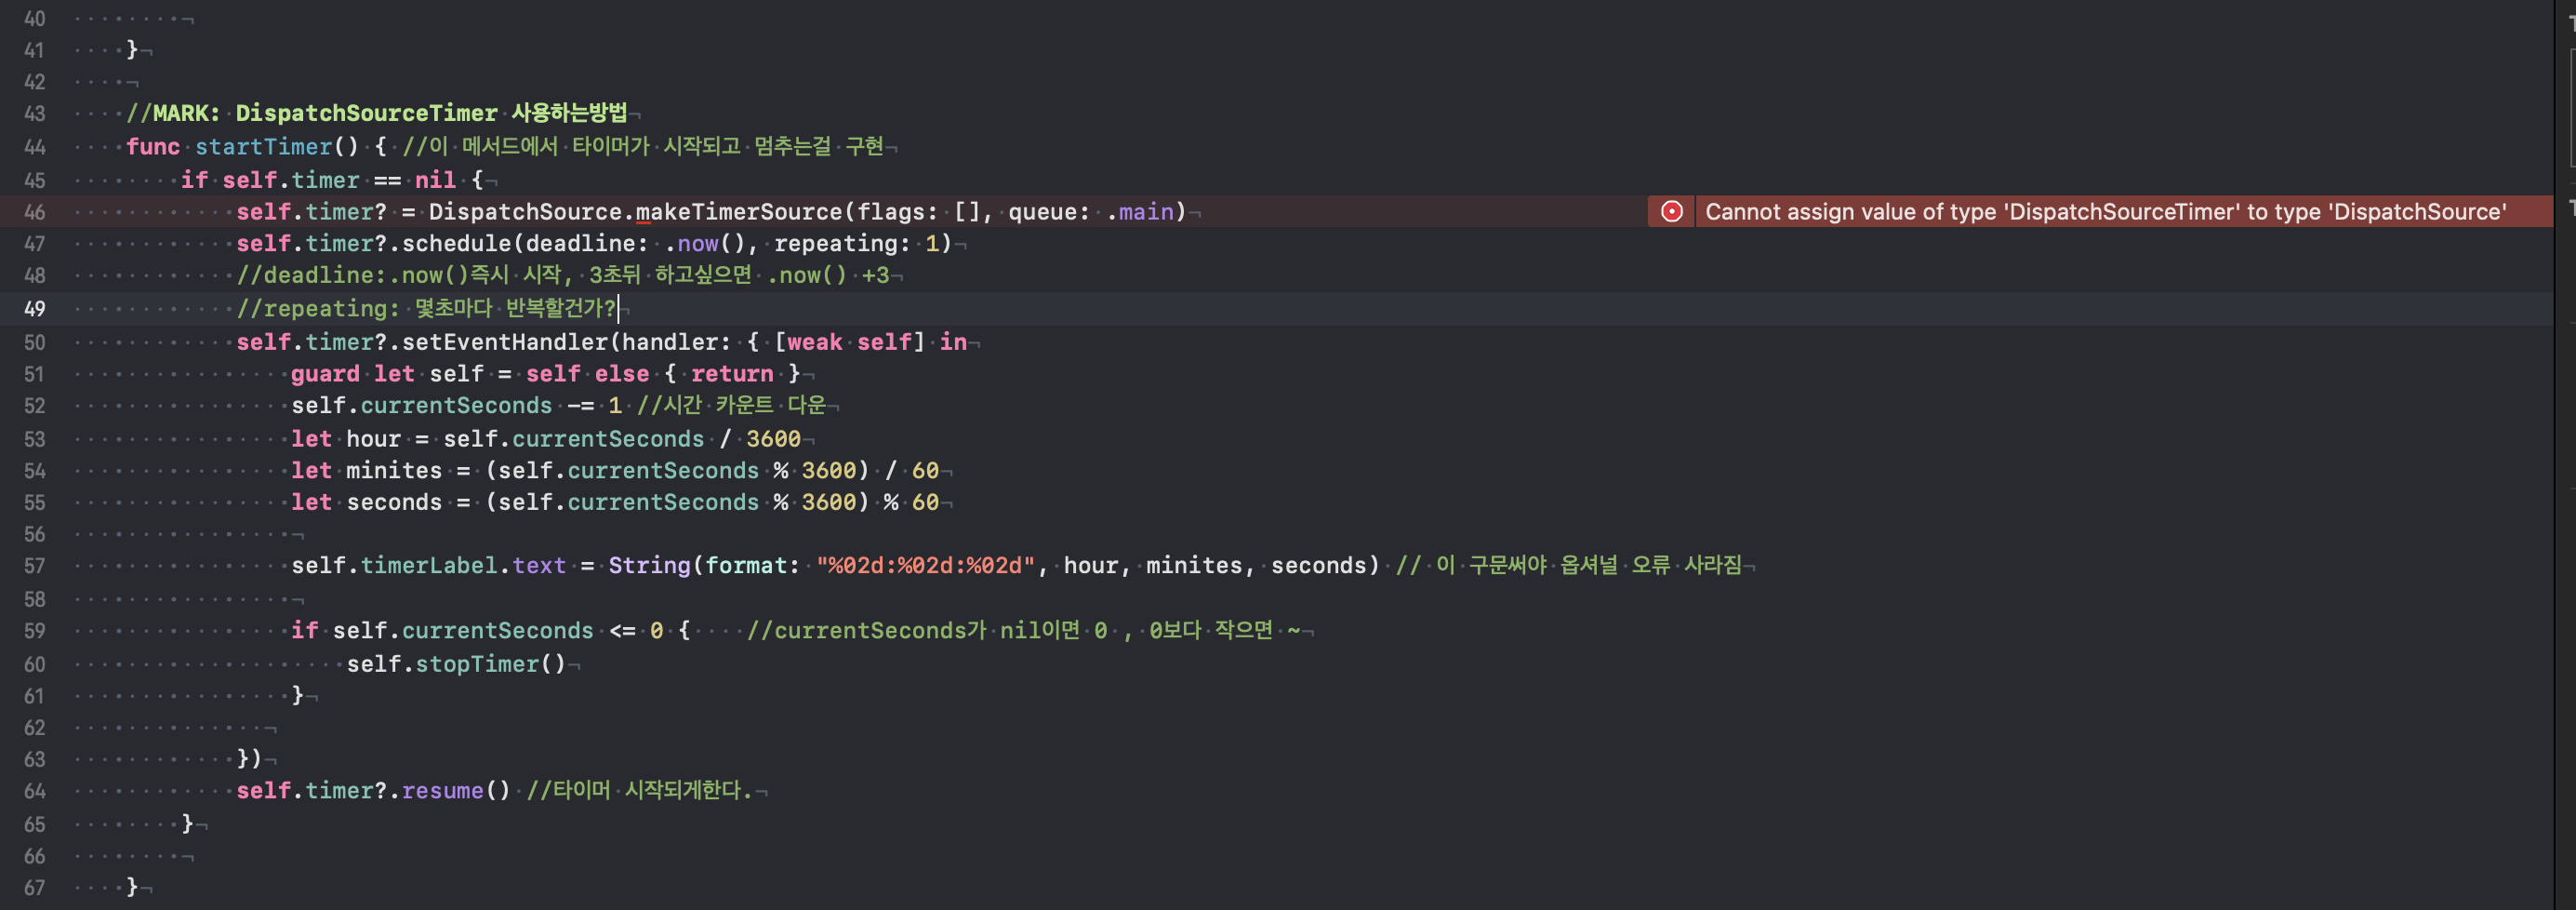 40
41 }
42
43 //MARK: DispatchSourceTimer 사용하는방법
44 func startTimer() { //이 메서드에서 타이머가 시작되고 멈추는걸 구현
45 if self.timer == nil {
46 self.timer? = DispatchSource.makeTimerSource(flags: [], queue: .main) Cannot assign value of type 'DispatchSourceTimer' to type 'DispatchSource'
47 self.timer?.schedule(deadline: .now(), repeating: 1)
48 //deadline:.now()즉시 시작, 3초뒤 하고싶으면 .now() +3
49 //repeating: 몇초마다 반복할건가?
50 self.timer?.setEventHandler(handler: { [weak self] in
51 guard let self = self else { return }
52 self.currentSeconds -= 1 //시간 카운트 다운
53 let hour = self.currentSeconds / 3600
54 let minites = (self.currentSeconds % 3600) / 60
55 let seconds = (self.currentSeconds % 3600) % 60
56
57 self.timerLabel.text = String(format: "%02d:%02d:%02d", hour, minites, seconds) // 이 구문써야 옵셔널 오류 사라짐
58
59 if self.currentSeconds <= 0 { //currentSeconds가 nil이면 0 , 0보다 작으면 ~
60 self.stopTimer()
61 }
62
63 })
64 self.timer?.resume() //타이머 시작되게한다.
65 }
66
67 }